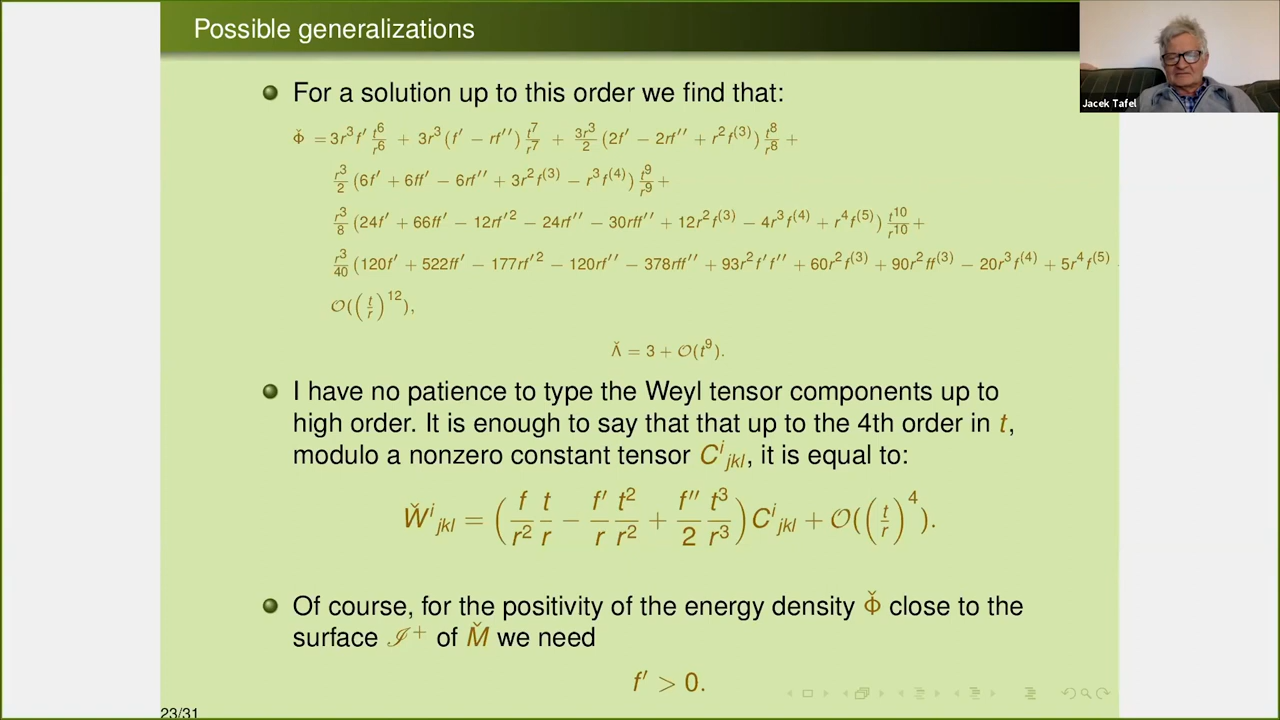 Possible generalizations
Jacek Tafel
For a solution up to this order we find that:
Φ̌ = 3r³f′ t⁶/r⁶ + 3r³(f′ − rf′′) t⁷/r⁷ + 3r³/2 (2f′ − 2rf′′ + r²f⁽³⁾) t⁸/r⁸ +
r³/2 (6f′ + 6ff′ − 6rf′′ + 3r²f⁽³⁾ − r³f⁽⁴⁾) t⁹/r⁹ +
r³/8 (24f′ + 66ff′ − 12rf′² − 24rf′′ − 30rff′′ + 12r²f⁽³⁾ − 4r³f⁽⁴⁾ + r⁴f⁽⁵⁾) t¹⁰/r¹⁰ +
r³/40 (120f′ + 522ff′ − 177rf′² − 120rf′′ − 378rff′′ + 93r²f′f′′ + 60r²f⁽³⁾ + 90r²ff⁽³⁾ − 20r³f⁽⁴⁾ + 5r⁴f⁽⁵⁾
𝒪((t/r)¹²),
Λ̌ = 3 + 𝒪(t⁹).
I have no patience to type the Weyl tensor components up to
high order. It is enough to say that that up to the 4th order in t,
modulo a nonzero constant tensor Cⁱⱼₖₗ, it is equal to:
W̌ⁱⱼₖₗ = (f/r² t/r − f′/r t²/r² + f′′/2 t³/r³) Cⁱⱼₖₗ + 𝒪((t/r)⁴).
Of course, for the positivity of the energy density Φ̌ close to the
surface ℐ⁺ of M̌ we need
f′ > 0.
23/31